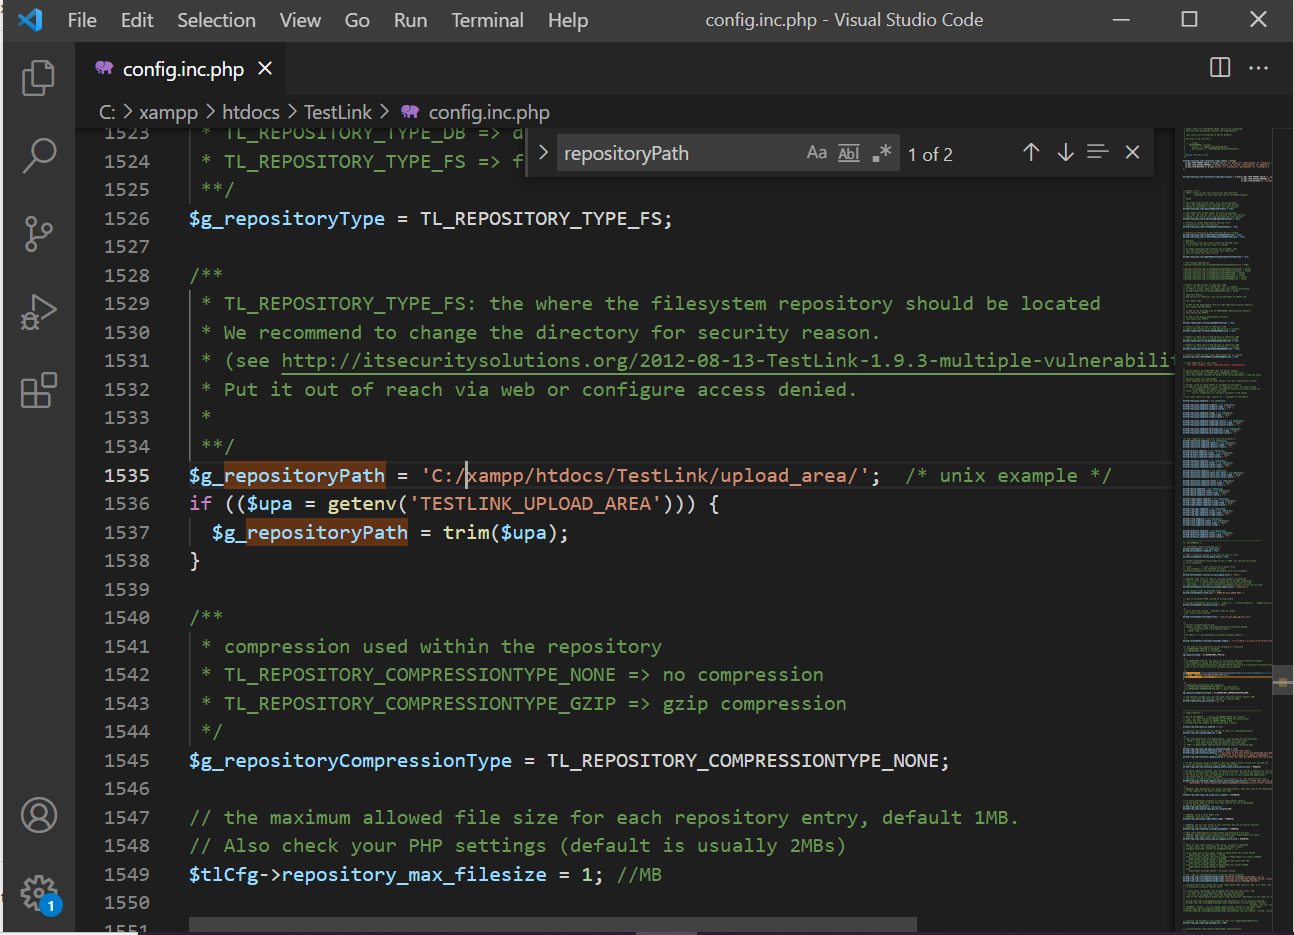 File Edit Selection View Go Run Terminal Help config.inc.php - Visual Studio Code
config.inc.php
C: > xampp > htdocs > TestLink > config.inc.php
repositoryPath Aa Abl .* 1 of 2
1523 * TL_REPOSITORY_TYPE_DB => d
1524 * TL_REPOSITORY_TYPE_FS => f
1525 **/
1526 $g_repositoryType = TL_REPOSITORY_TYPE_FS;
1527
1528 /**
1529 * TL_REPOSITORY_TYPE_FS: the where the filesystem repository should be located
1530 * We recommend to change the directory for security reason.
1531 * (see http://itsecuritysolutions.org/2012-08-13-TestLink-1.9.3-multiple-vulnerabilit
1532 * Put it out of reach via web or configure access denied.
1533 *
1534 **/
1535 $g_repositoryPath = 'C:/xampp/htdocs/TestLink/upload_area/'; /* unix example */
1536 if (($upa = getenv('TESTLINK_UPLOAD_AREA'))) {
1537 $g_repositoryPath = trim($upa);
1538 }
1539
1540 /**
1541 * compression used within the repository
1542 * TL_REPOSITORY_COMPRESSIONTYPE_NONE => no compression
1543 * TL_REPOSITORY_COMPRESSIONTYPE_GZIP => gzip compression
1544 */
1545 $g_repositoryCompressionType = TL_REPOSITORY_COMPRESSIONTYPE_NONE;
1546
1547 // the maximum allowed file size for each repository entry, default 1MB.
1548 // Also check your PHP settings (default is usually 2MBs)
1549 $tlCfg->repository_max_filesize = 1; //MB
1550
1551
1